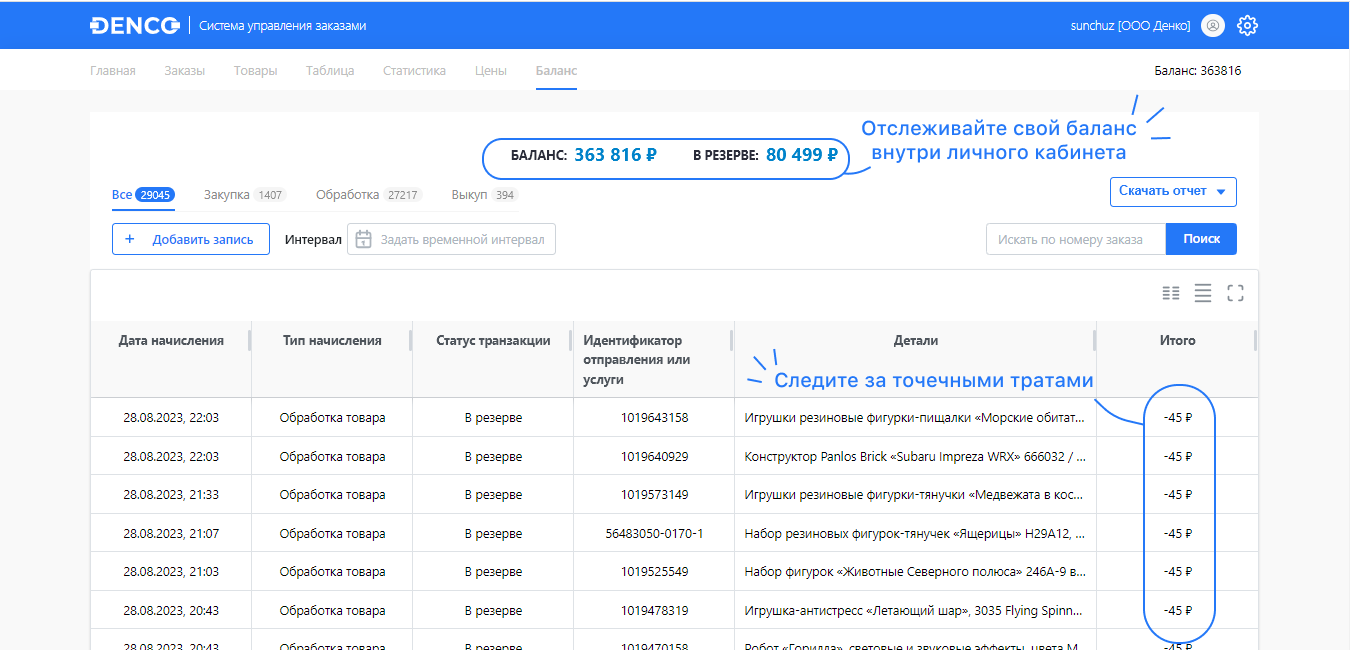 DENCO Система управления заказами sunchuz [ООО Денко]
Главная Заказы Товары Таблица Статистика Цены Баланс Баланс: 363816
Отслеживайте свой баланс
внутри личного кабинета
БАЛАНС: 363 816 ₽ В РЕЗЕРВЕ: 80 499 ₽
Все 29045 Закупка 1407 Обработка 27217 Выкуп 394 Скачать отчет
+ Добавить запись Интервал Задать временной интервал Искать по номеру заказа Поиск
Дата начисления Тип начисления Статус транзакции Идентификатор Детали Итого
отправления или
услуги
Следите за точечными тратами
28.08.2023, 22:03 Обработка товара В резерве 1019643158 Игрушки резиновые фигурки-пищалки «Морские обитат... -45 ₽
28.08.2023, 22:03 Обработка товара В резерве 1019640929 Конструктор Panlos Brick «Subaru Impreza WRX» 666032 / ... -45 ₽
28.08.2023, 21:33 Обработка товара В резерве 1019573149 Игрушки резиновые фигурки-тянучки «Медвежата в кос... -45 ₽
28.08.2023, 21:07 Обработка товара В резерве 56483050-0170-1 Набор резиновых фигурок-тянучек «Ящерицы» H29A12, ... -45 ₽
28.08.2023, 21:03 Обработка товара В резерве 1019525549 Набор фигурок «Животные Северного полюса» 246A-9 в... -45 ₽
28.08.2023, 20:43 Обработка товара В резерве 1019478319 Игрушка-антистресс «Летающий шар», 3035 Flying Spinn... -45 ₽
28.08.2023, 20:43 Обработка товара В резерве 1019470158 Робот «Горилла», световые и звуковые эффекты, цвета М... -45 ₽